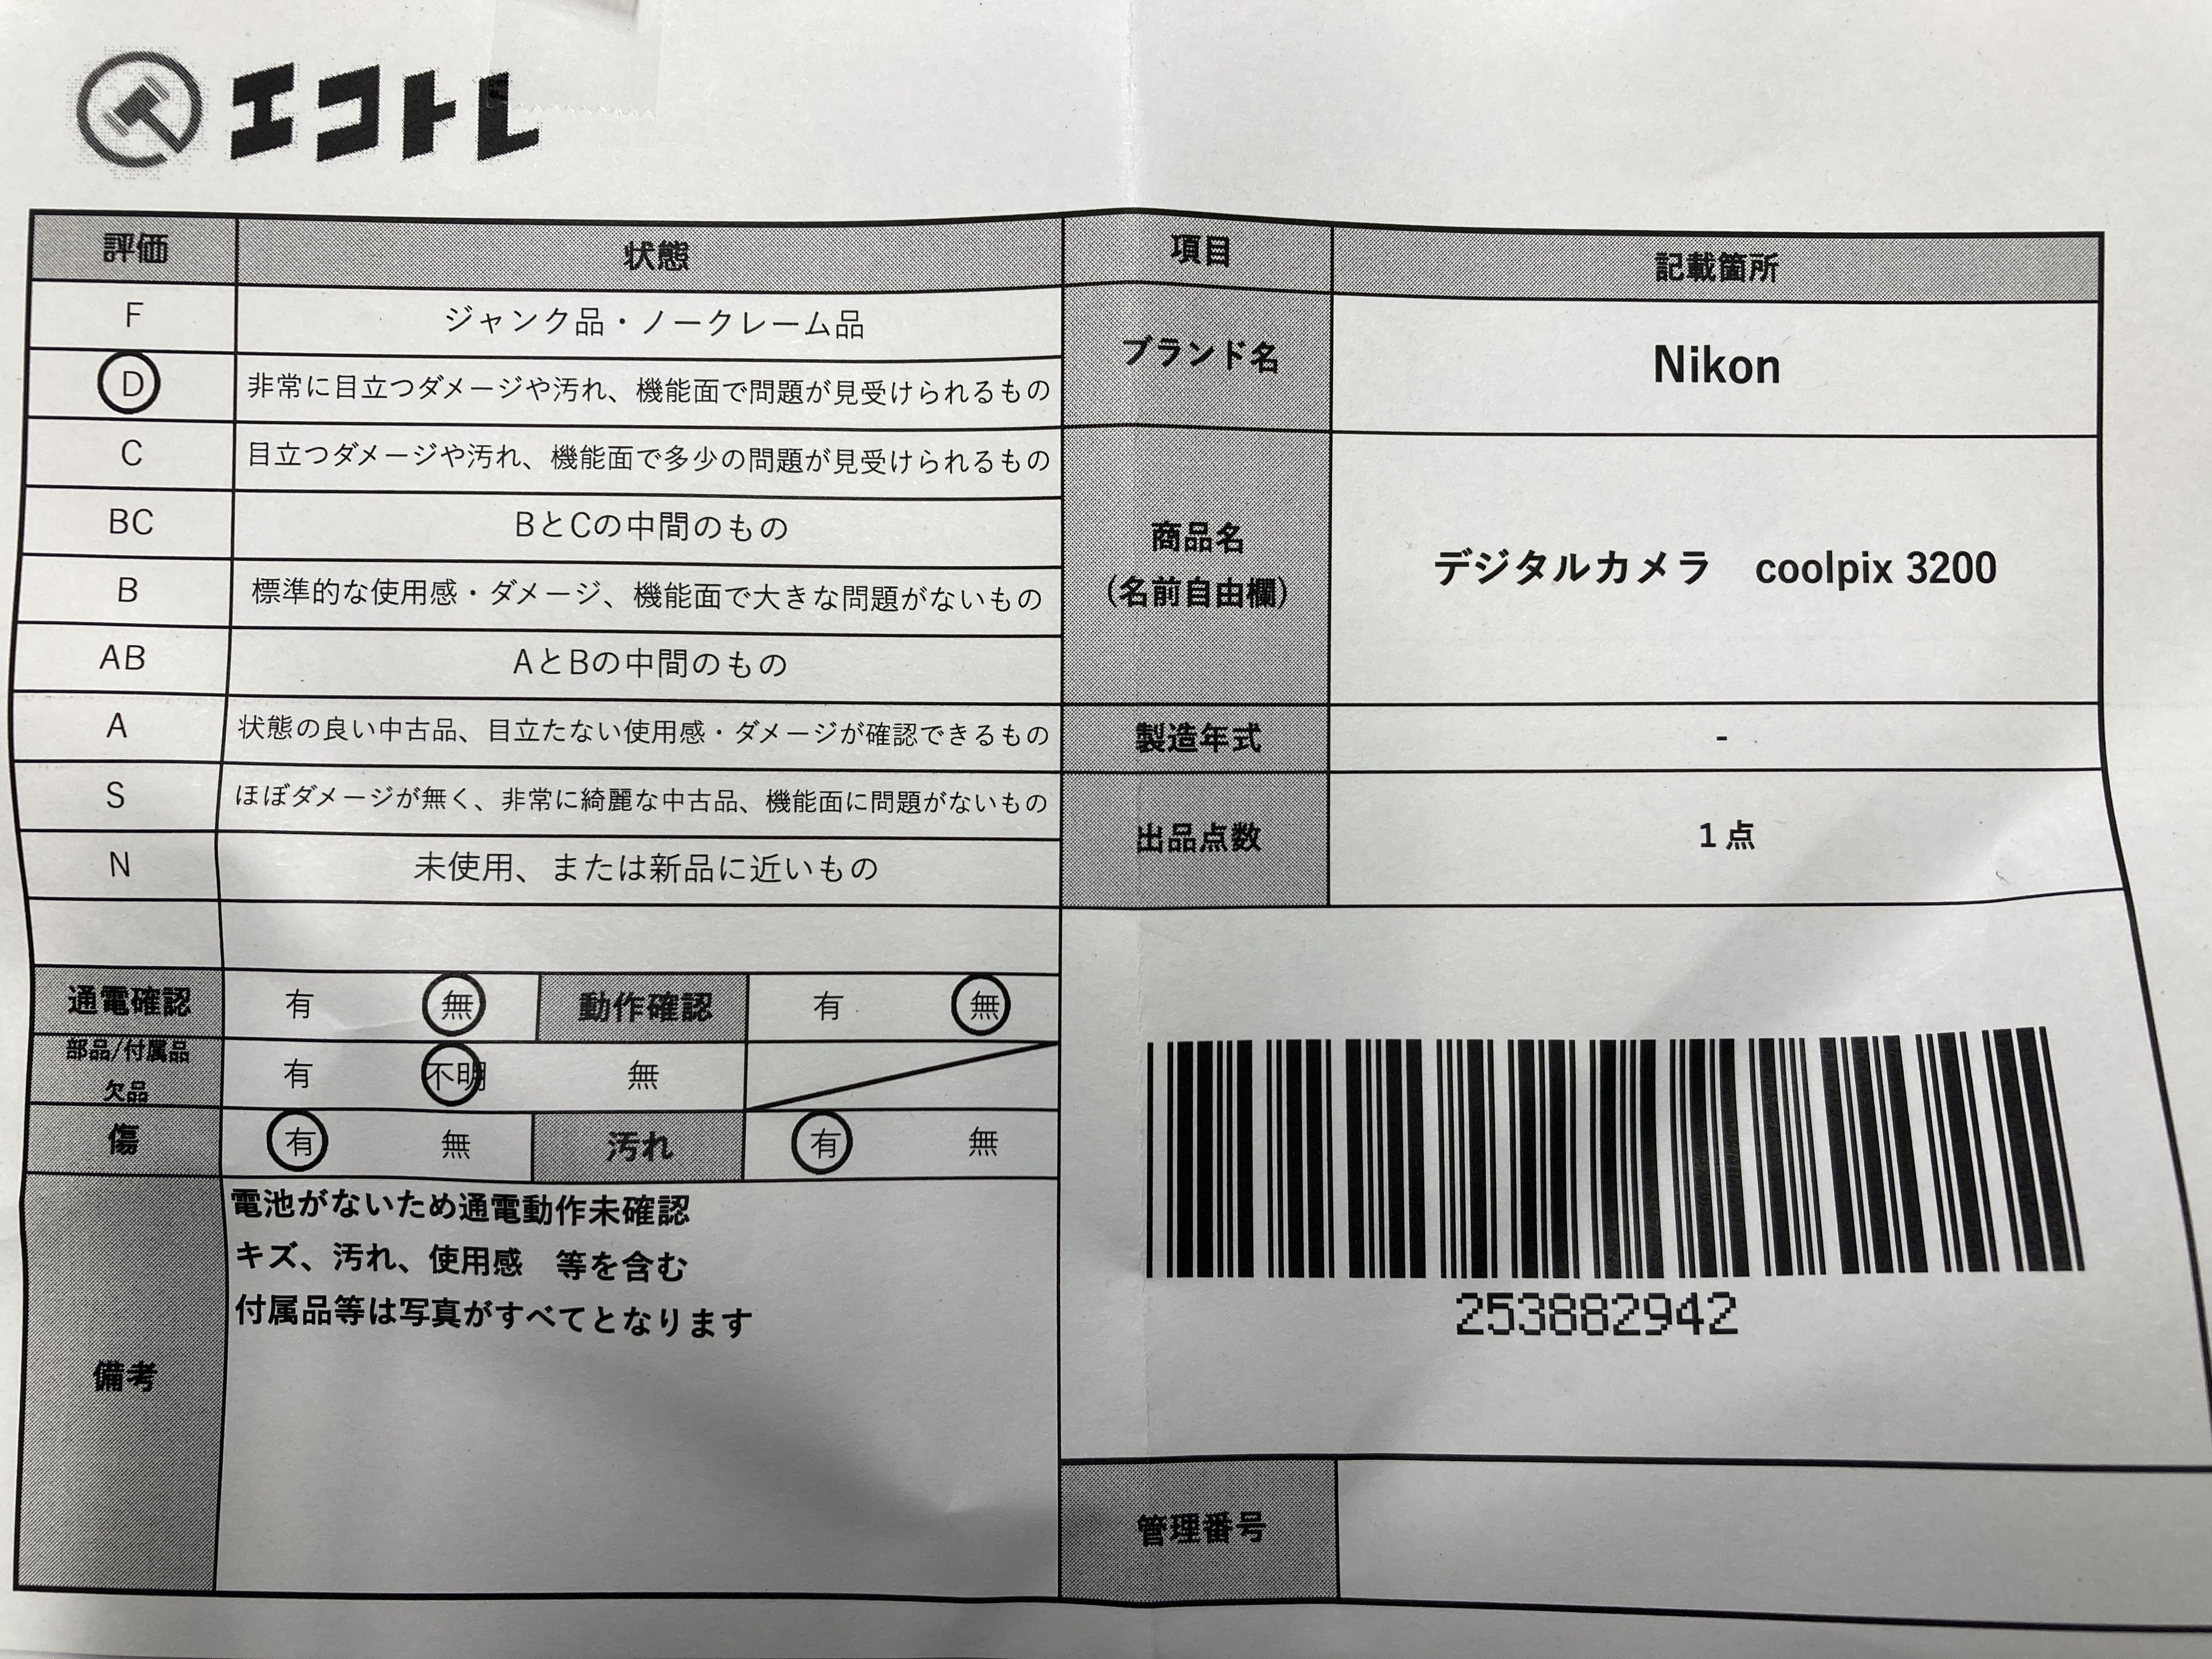 エコトレ
評価 状態
F ジャンク品・ノークレーム品
D 非常に目立つダメージや汚れ、機能面で問題が見受けられるもの
C 目立つダメージや汚れ、機能面で多少の問題が見受けられるもの
BC BとCの中間のもの
B 標準的な使用感・ダメージ、機能面で大きな問題がないもの
AB AとBの中間のもの
A 状態の良い中古品、目立たない使用感・ダメージが確認できるもの
S ほぼダメージが無く、非常に綺麗な中古品、機能面に問題がないもの
N 未使用、または新品に近いもの
通電確認 有 無 動作確認 有 無
部品/付属品
欠品
有 不明 無
傷 有 無 汚れ 有 無
備考
電池がないため通電動作未確認
キズ、汚れ、使用感　等を含む
付属品等は写真がすべてとなります
項目 記載箇所
ブランド名 Nikon
商品名
(名前自由欄)
デジタルカメラ　coolpix 3200
製造年式 -
出品点数 1点
253882942
管理番号